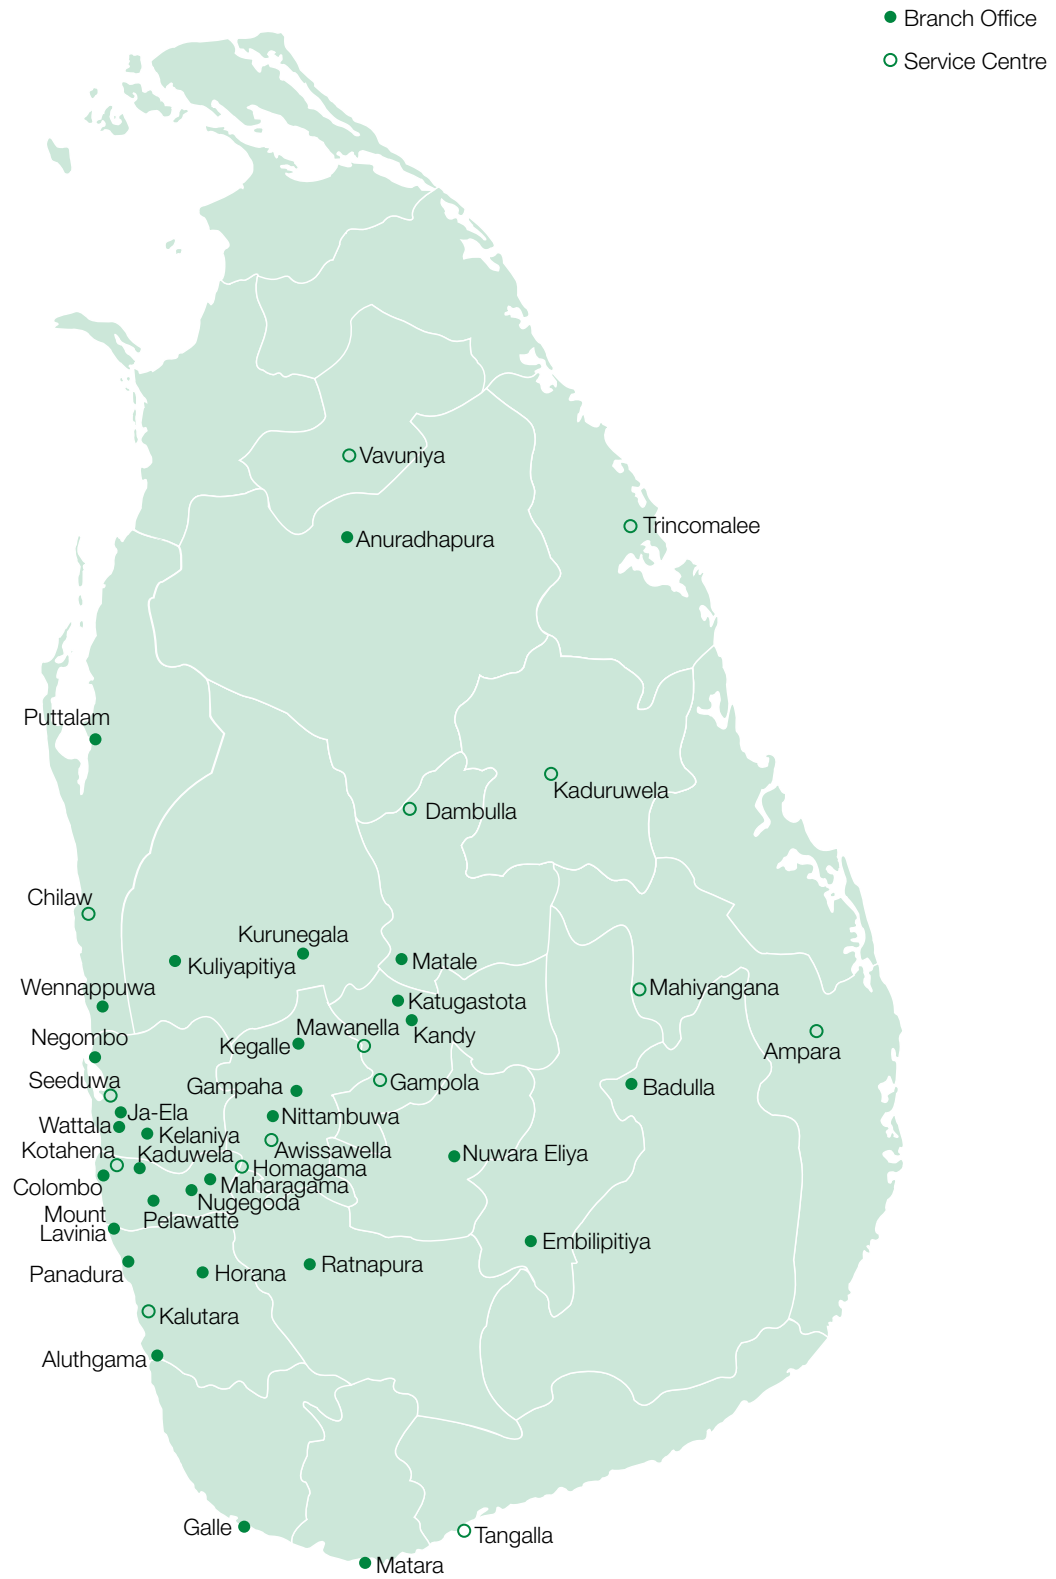 Branch Office
Service Centre
Vavuniya
Trincomalee
Anuradhapura
Puttalam
Kaduruwela
Dambulla
Chilaw
Kurunegala
Kuliyapitiya
Matale
Wennappuwa
Mahiyangana
Katugastota
Mawanella
Kandy
Negombo
Kegalle
Ampara
Seeduwa
Gampaha
Gampola
Badulla
Ja-Ela
Nittambuwa
Wattala
Kelaniya
Kotahena
Awissawella
Kaduwela
Nuwara Eliya
Homagama
Colombo
Maharagama
Nugegoda
Mount
Lavinia
Pelawatte
Embilipitiya
Panadura
Horana
Ratnapura
Kalutara
Aluthgama
Galle
Tangalla
Matara